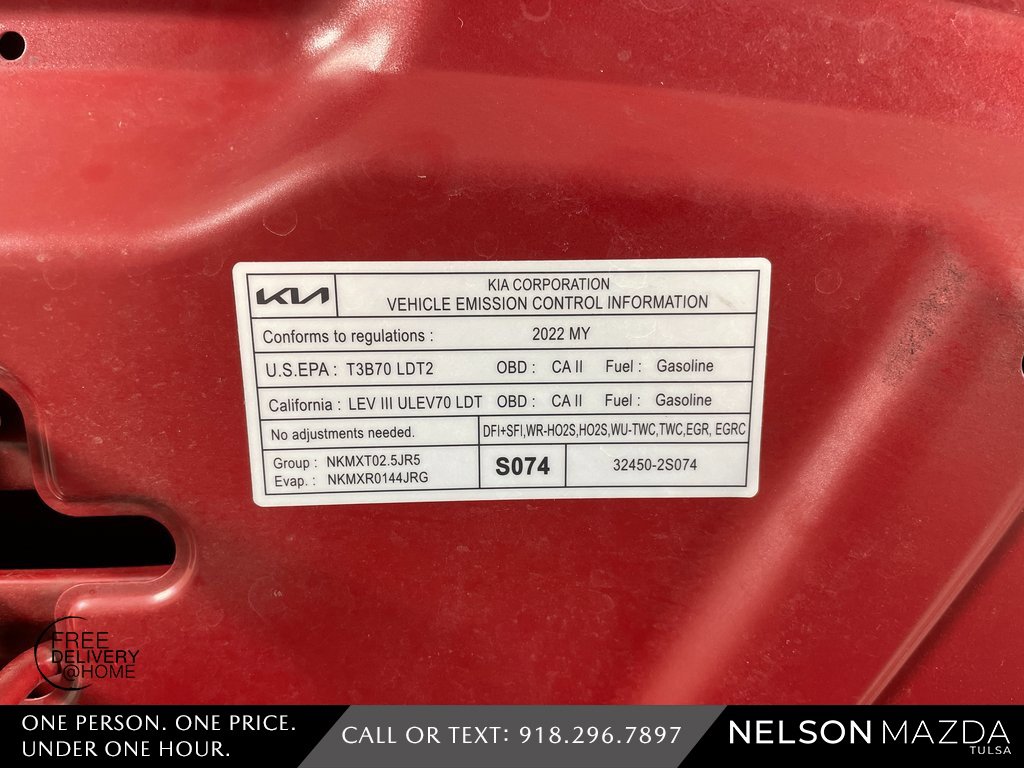 KIA
KIA CORPORATION
VEHICLE EMISSION CONTROL INFORMATION
Conforms to regulations : 2022 MY
U.S.EPA : T3B70 LDT2 OBD : CA II Fuel : Gasoline
California : LEV III ULEV70 LDT OBD : CA II Fuel : Gasoline
No adjustments needed. DFI+SFI,WR-HO2S,HO2S,WU-TWC,TWC,EGR, EGRC
Group : NKMXT02.5JR5
Evap. : NKMXR0144JRG
S074
32450-2S074
FREE
DELIVERY
@HOME
ONE PERSON. ONE PRICE.
UNDER ONE HOUR.
CALL OR TEXT: 918.296.7897
NELSON MAZDA
TULSA